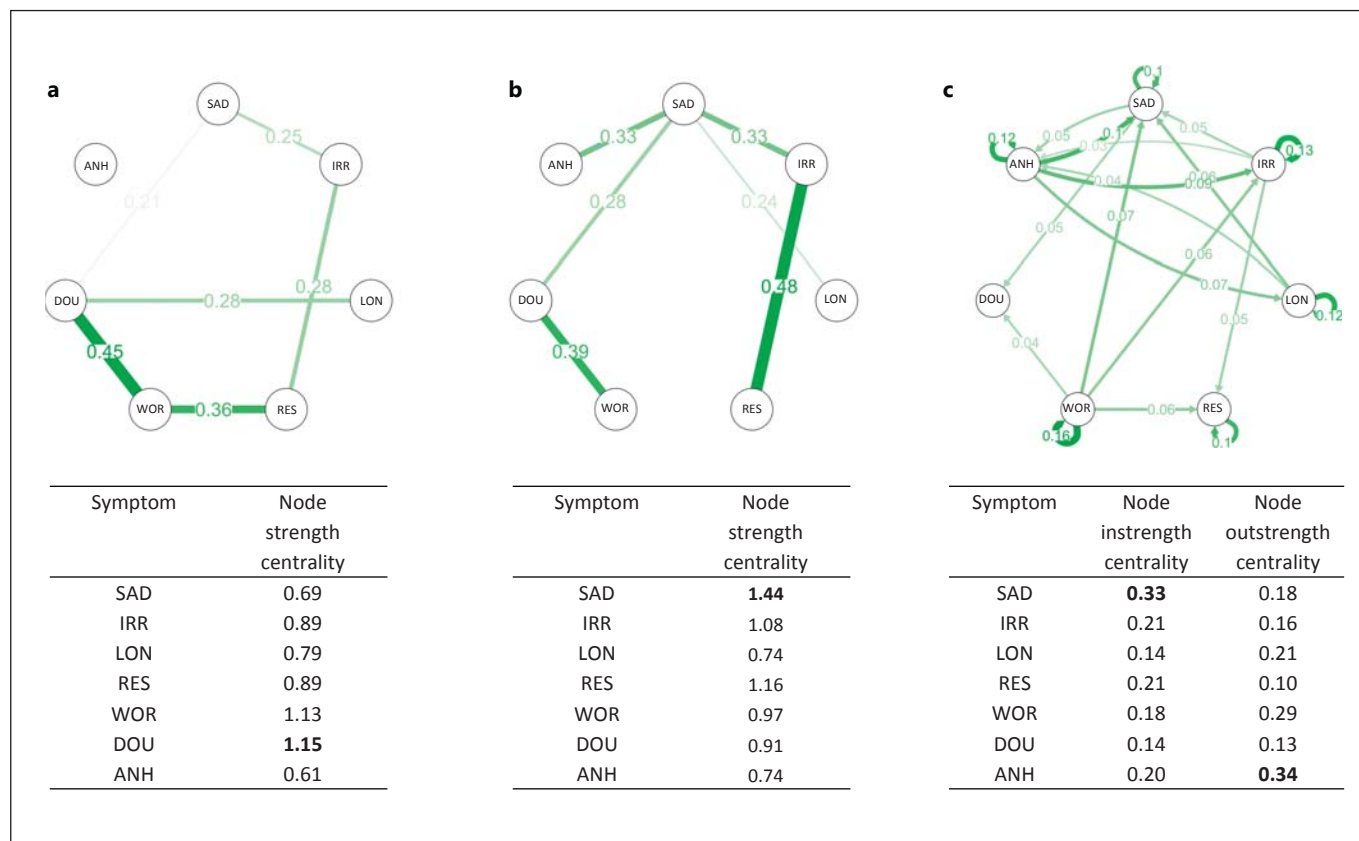 a
SAD
0.25
ANH
IRR
0.21
DOU
0.28
0.28
LON
0.45
WOR
0.36
RES
b
SAD
0.33
0.33
ANH
IRR
0.28
0.24
DOU
0.48
LON
0.39
WOR
RES
c
0.1
SAD
0.12
0.05
0.1
0.05
0.03
0.13
ANH
IRR
0.04
0.06
0.09
0.05
0.07
0.06
DOU
0.07
LON
0.12
0.04
0.05
WOR
0.06
RES
0.16
0.1
Symptom Node
strength
centrality
SAD 0.69
IRR 0.89
LON 0.79
RES 0.89
WOR 1.13
DOU 1.15
ANH 0.61
Symptom Node
strength
centrality
SAD 1.44
IRR 1.08
LON 0.74
RES 1.16
WOR 0.97
DOU 0.91
ANH 0.74
Symptom Node Node
instrength outstrength
centrality centrality
SAD 0.33 0.18
IRR 0.21 0.16
LON 0.14 0.21
RES 0.21 0.10
WOR 0.18 0.29
DOU 0.14 0.13
ANH 0.20 0.34